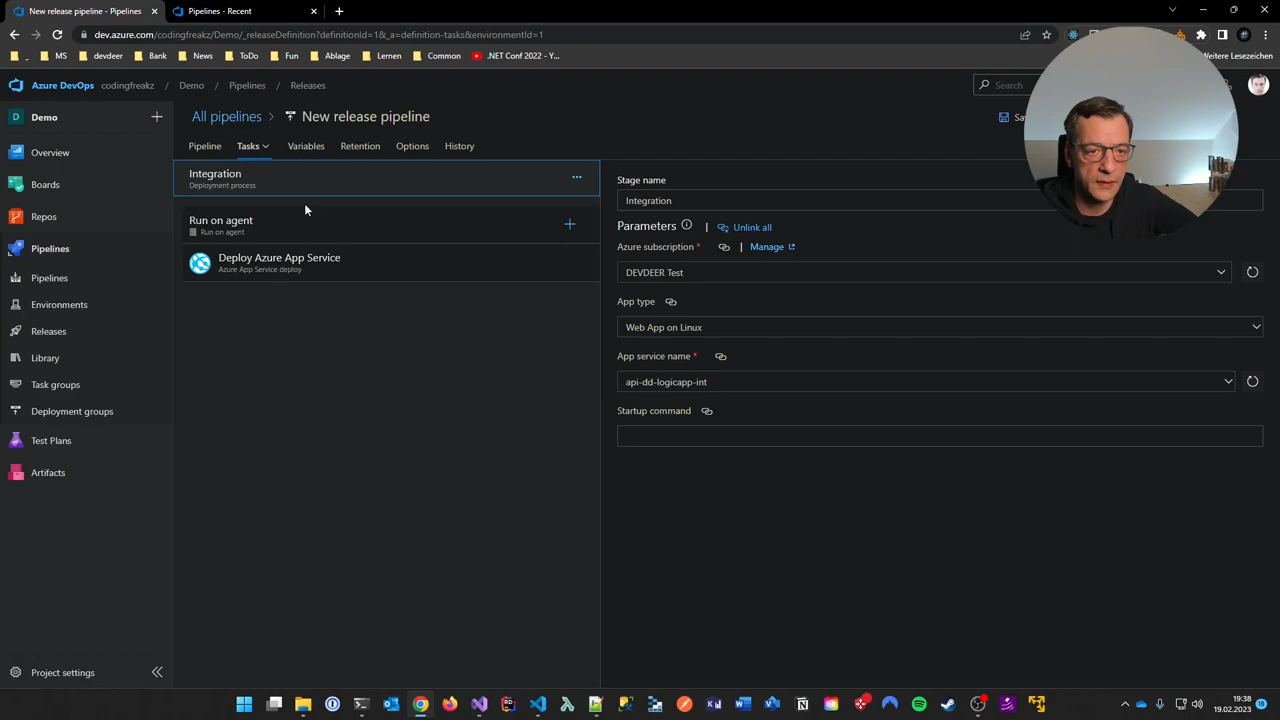 New release pipeline - Pipelines
Pipelines - Recent
dev.azure.com/codingfreakz/Demo/_releaseDefinition?definitionId=1&_a=definition-tasks&environmentId=1
_
MS
devdeer
Bank
News
ToDo
Fun
Ablage
Lernen
Common
.NET Conf 2022 - Y...
Weitere Lesezeichen
Azure DevOps
codingfreakz
/
Demo
/
Pipelines
/
Releases
Search
D
Demo
All pipelines
New release pipeline
Pipeline
Tasks
Variables
Retention
Options
History
Overview
Boards
Repos
Pipelines
Pipelines
Environments
Releases
Library
Task groups
Deployment groups
Test Plans
Artifacts
Project settings
Integration
Deployment process
Run on agent
Run on agent
Deploy Azure App Service
Azure App Service deploy
Stage name
Integration
Parameters
| Unlink all
Azure subscription *
| Manage
DEVDEER Test
App type
Web App on Linux
App service name *
api-dd-logicapp-int
Startup command
19:38
19.02.2023